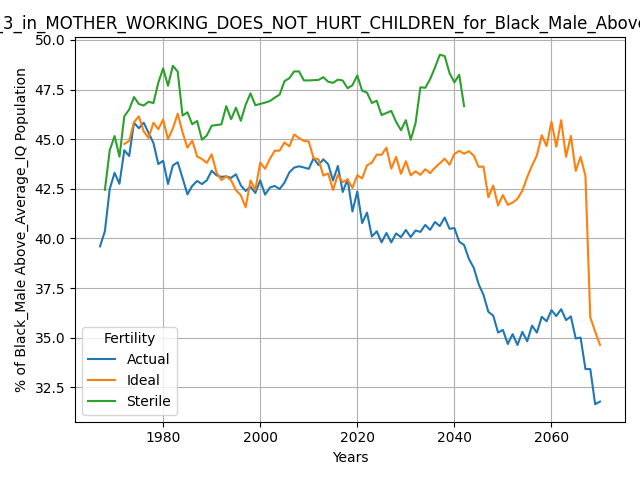 _3_in_MOTHER_WORKING_DOES_NOT_HURT_CHILDREN_for_Black_Male_Above
50.0
47.5
45.0
42.5
40.0
37.5
35.0
32.5
% of Black_Male Above_Average_IQ Population
Fertility
Actual
Ideal
Sterile
1980 2000 2020 2040 2060
Years